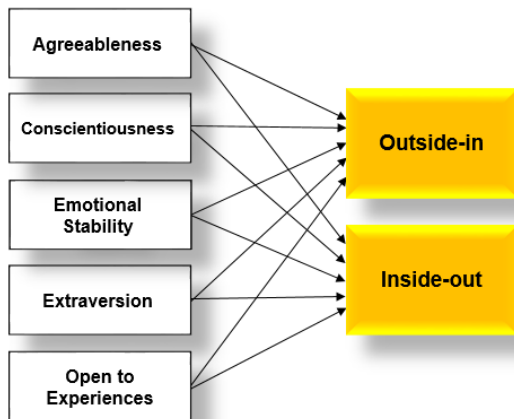 Agreeableness
Conscientiousness
Emotional
Stability
Extraversion
Open to
Experiences
Outside-in
Inside-out